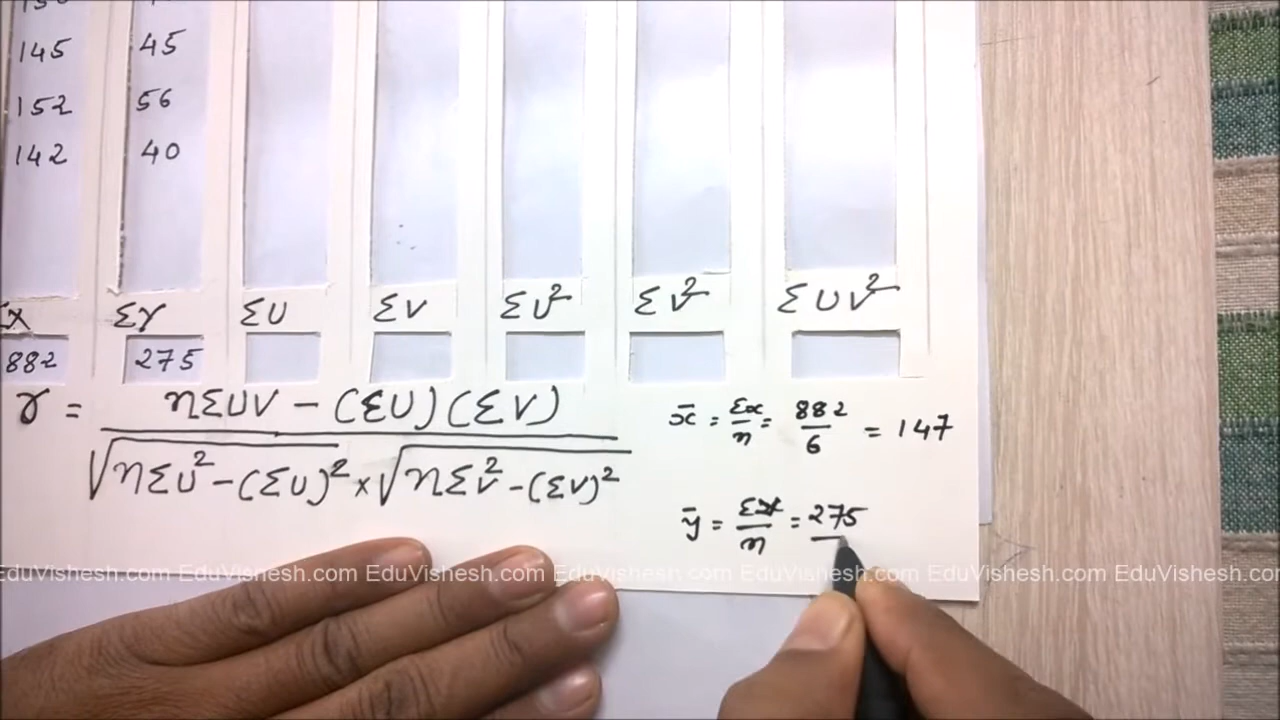 145 45
152 56
142 40
Σx Σy ΣU ΣV ΣU² ΣV² ΣUV²
882 275
r = nΣUV - (ΣU)(ΣV)
√nΣU² - (ΣU)² × √nΣV² - (ΣV)²
x̄ = Σx/n = 882/6 = 147
ȳ = Σy/n = 275
EduVishesh.com EduVishesh.com EduVishesh.com EduVishesh.com EduVishesh.com EduVishesh.com EduVishesh.com